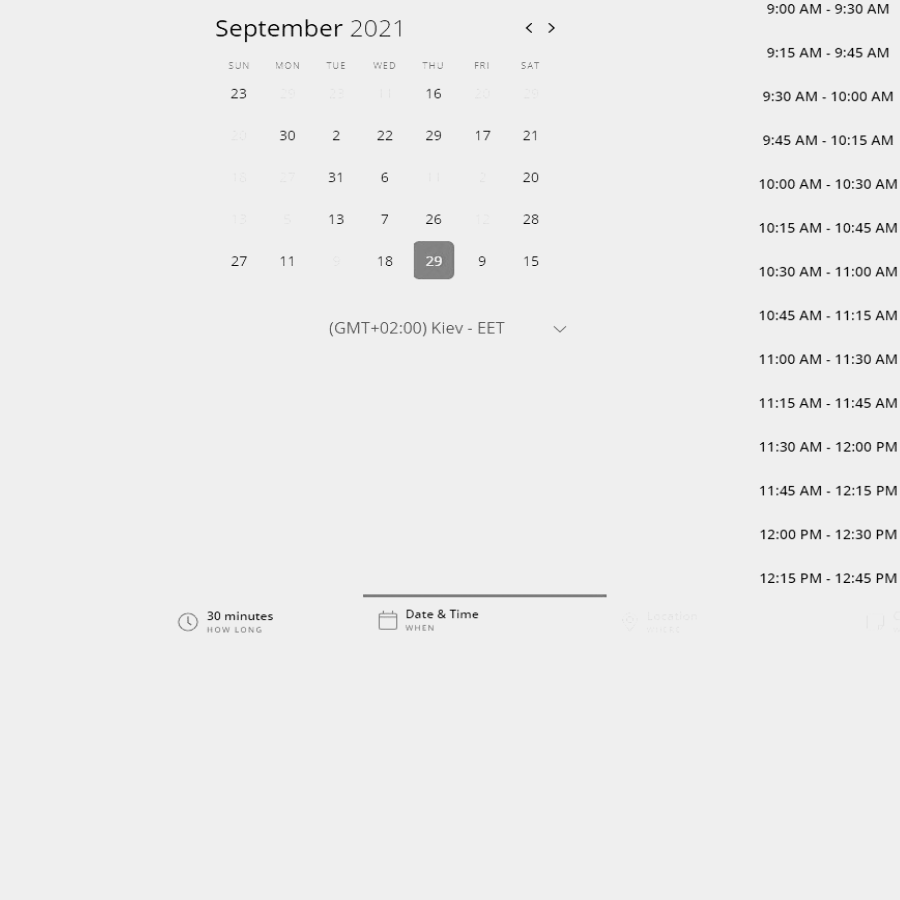 September 2021
SUN MON TUE WED THU FRI SAT
23 29 23 11 16 20 29
20 30 2 22 29 17 21
18 27 31 6 11 2 20
13 5 13 7 26 12 28
27 11 9 18 29 9 15
(GMT+02:00) Kiev - EET
9:00 AM - 9:30 AM
9:15 AM - 9:45 AM
9:30 AM - 10:00 AM
9:45 AM - 10:15 AM
10:00 AM - 10:30 AM
10:15 AM - 10:45 AM
10:30 AM - 11:00 AM
10:45 AM - 11:15 AM
11:00 AM - 11:30 AM
11:15 AM - 11:45 AM
11:30 AM - 12:00 PM
11:45 AM - 12:15 PM
12:00 PM - 12:30 PM
12:15 PM - 12:45 PM
30 minutes
HOW LONG
Date & Time
WHEN
Location